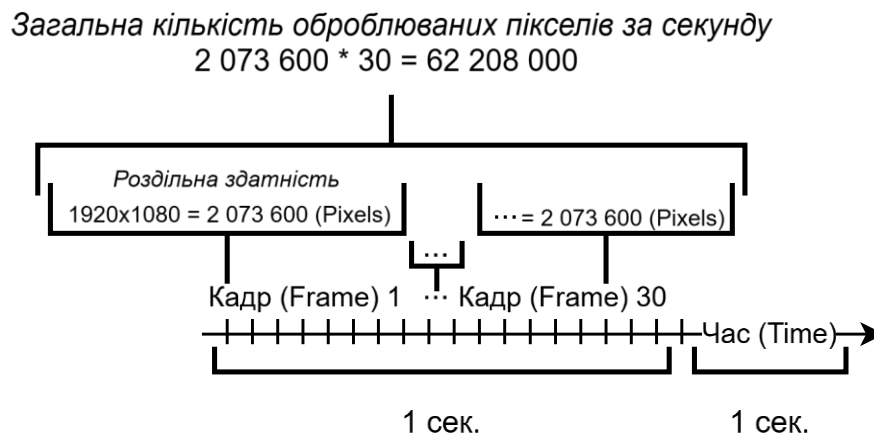 Загальна кількість оброблюваних пікселів за секунду
2 073 600 * 30 = 62 208 000
Роздільна здатність
1920x1080 = 2 073 600 (Pixels)
··· = 2 073 600 (Pixels)
...
Кадр (Frame) 1 ··· Кадр (Frame) 30
Час (Time)
1 сек. 1 сек.